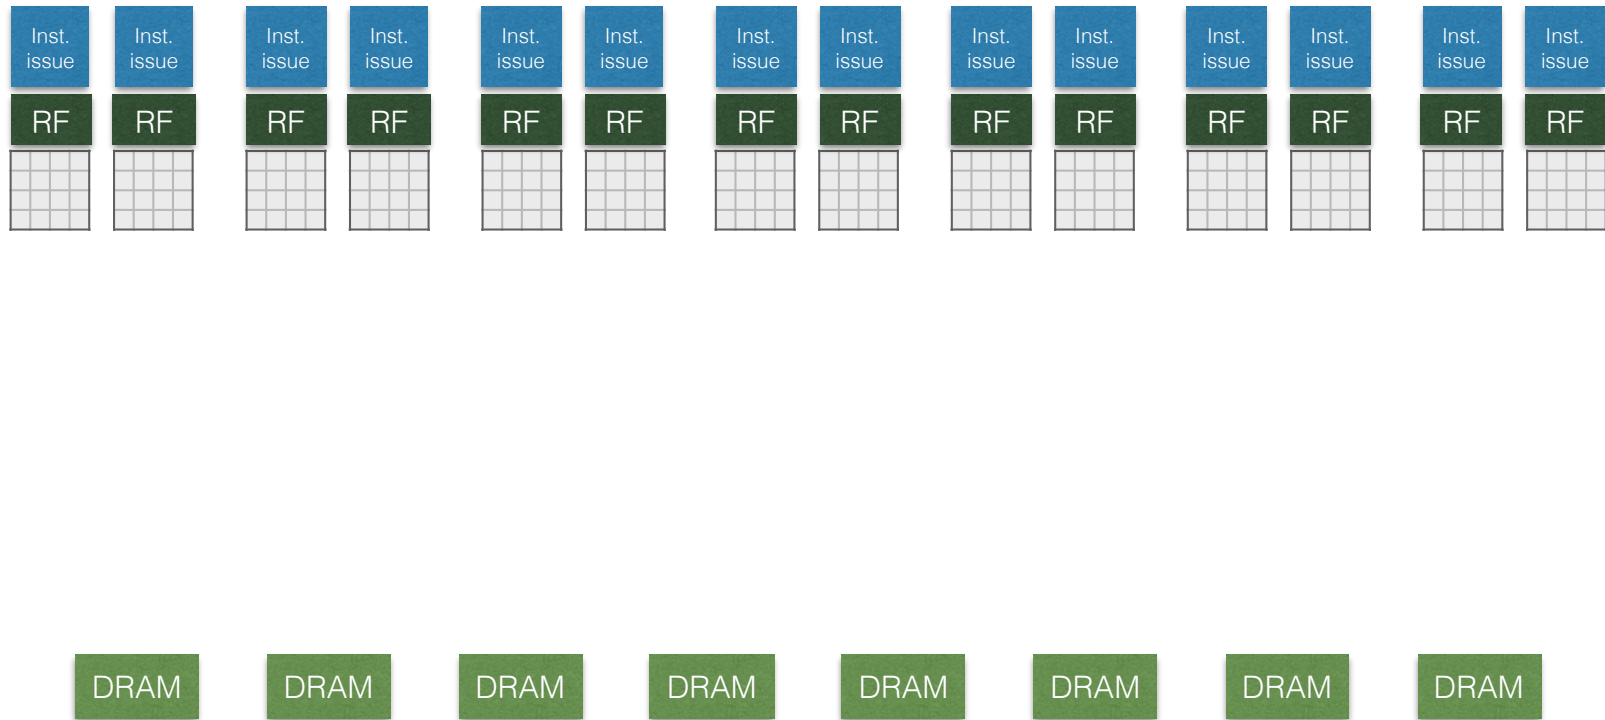 Inst. issue Inst. issue Inst. issue Inst. issue Inst. issue Inst. issue Inst. issue Inst. issue Inst. issue Inst. issue Inst. issue Inst. issue Inst. issue Inst. issue
RF RF RF RF RF RF RF RF RF RF RF RF RF RF
DRAM DRAM DRAM DRAM DRAM DRAM DRAM DRAM